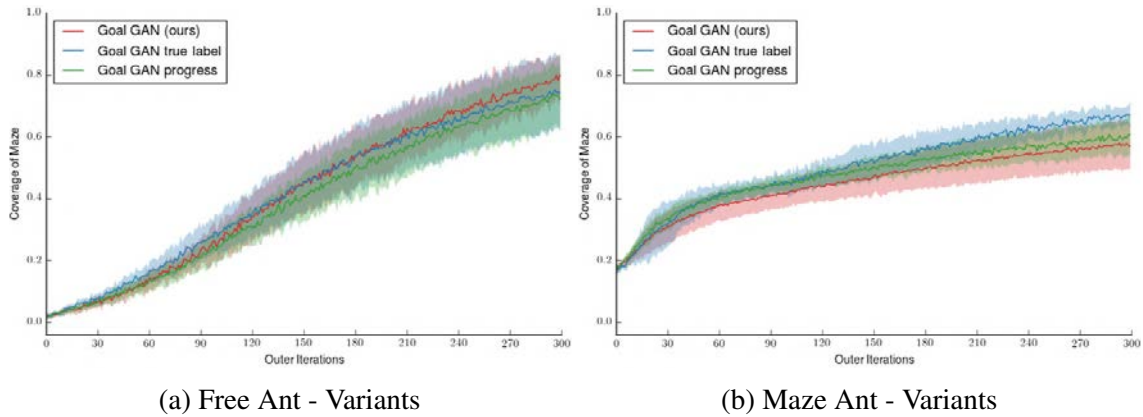 1.0
0.8
0.6
0.4
0.2
0.0
Coverage of Maze
Goal GAN (ours)
Goal GAN true label
Goal GAN progress
0 30 60 90 120 150 180 210 240 270 300
Outer Iterations
(a) Free Ant - Variants
1.0
0.8
0.6
0.4
0.2
0.0
Coverage of Maze
Goal GAN (ours)
Goal GAN true label
Goal GAN progress
0 30 60 90 120 150 180 210 240 270 300
Outer Iterations
(b) Maze Ant - Variants